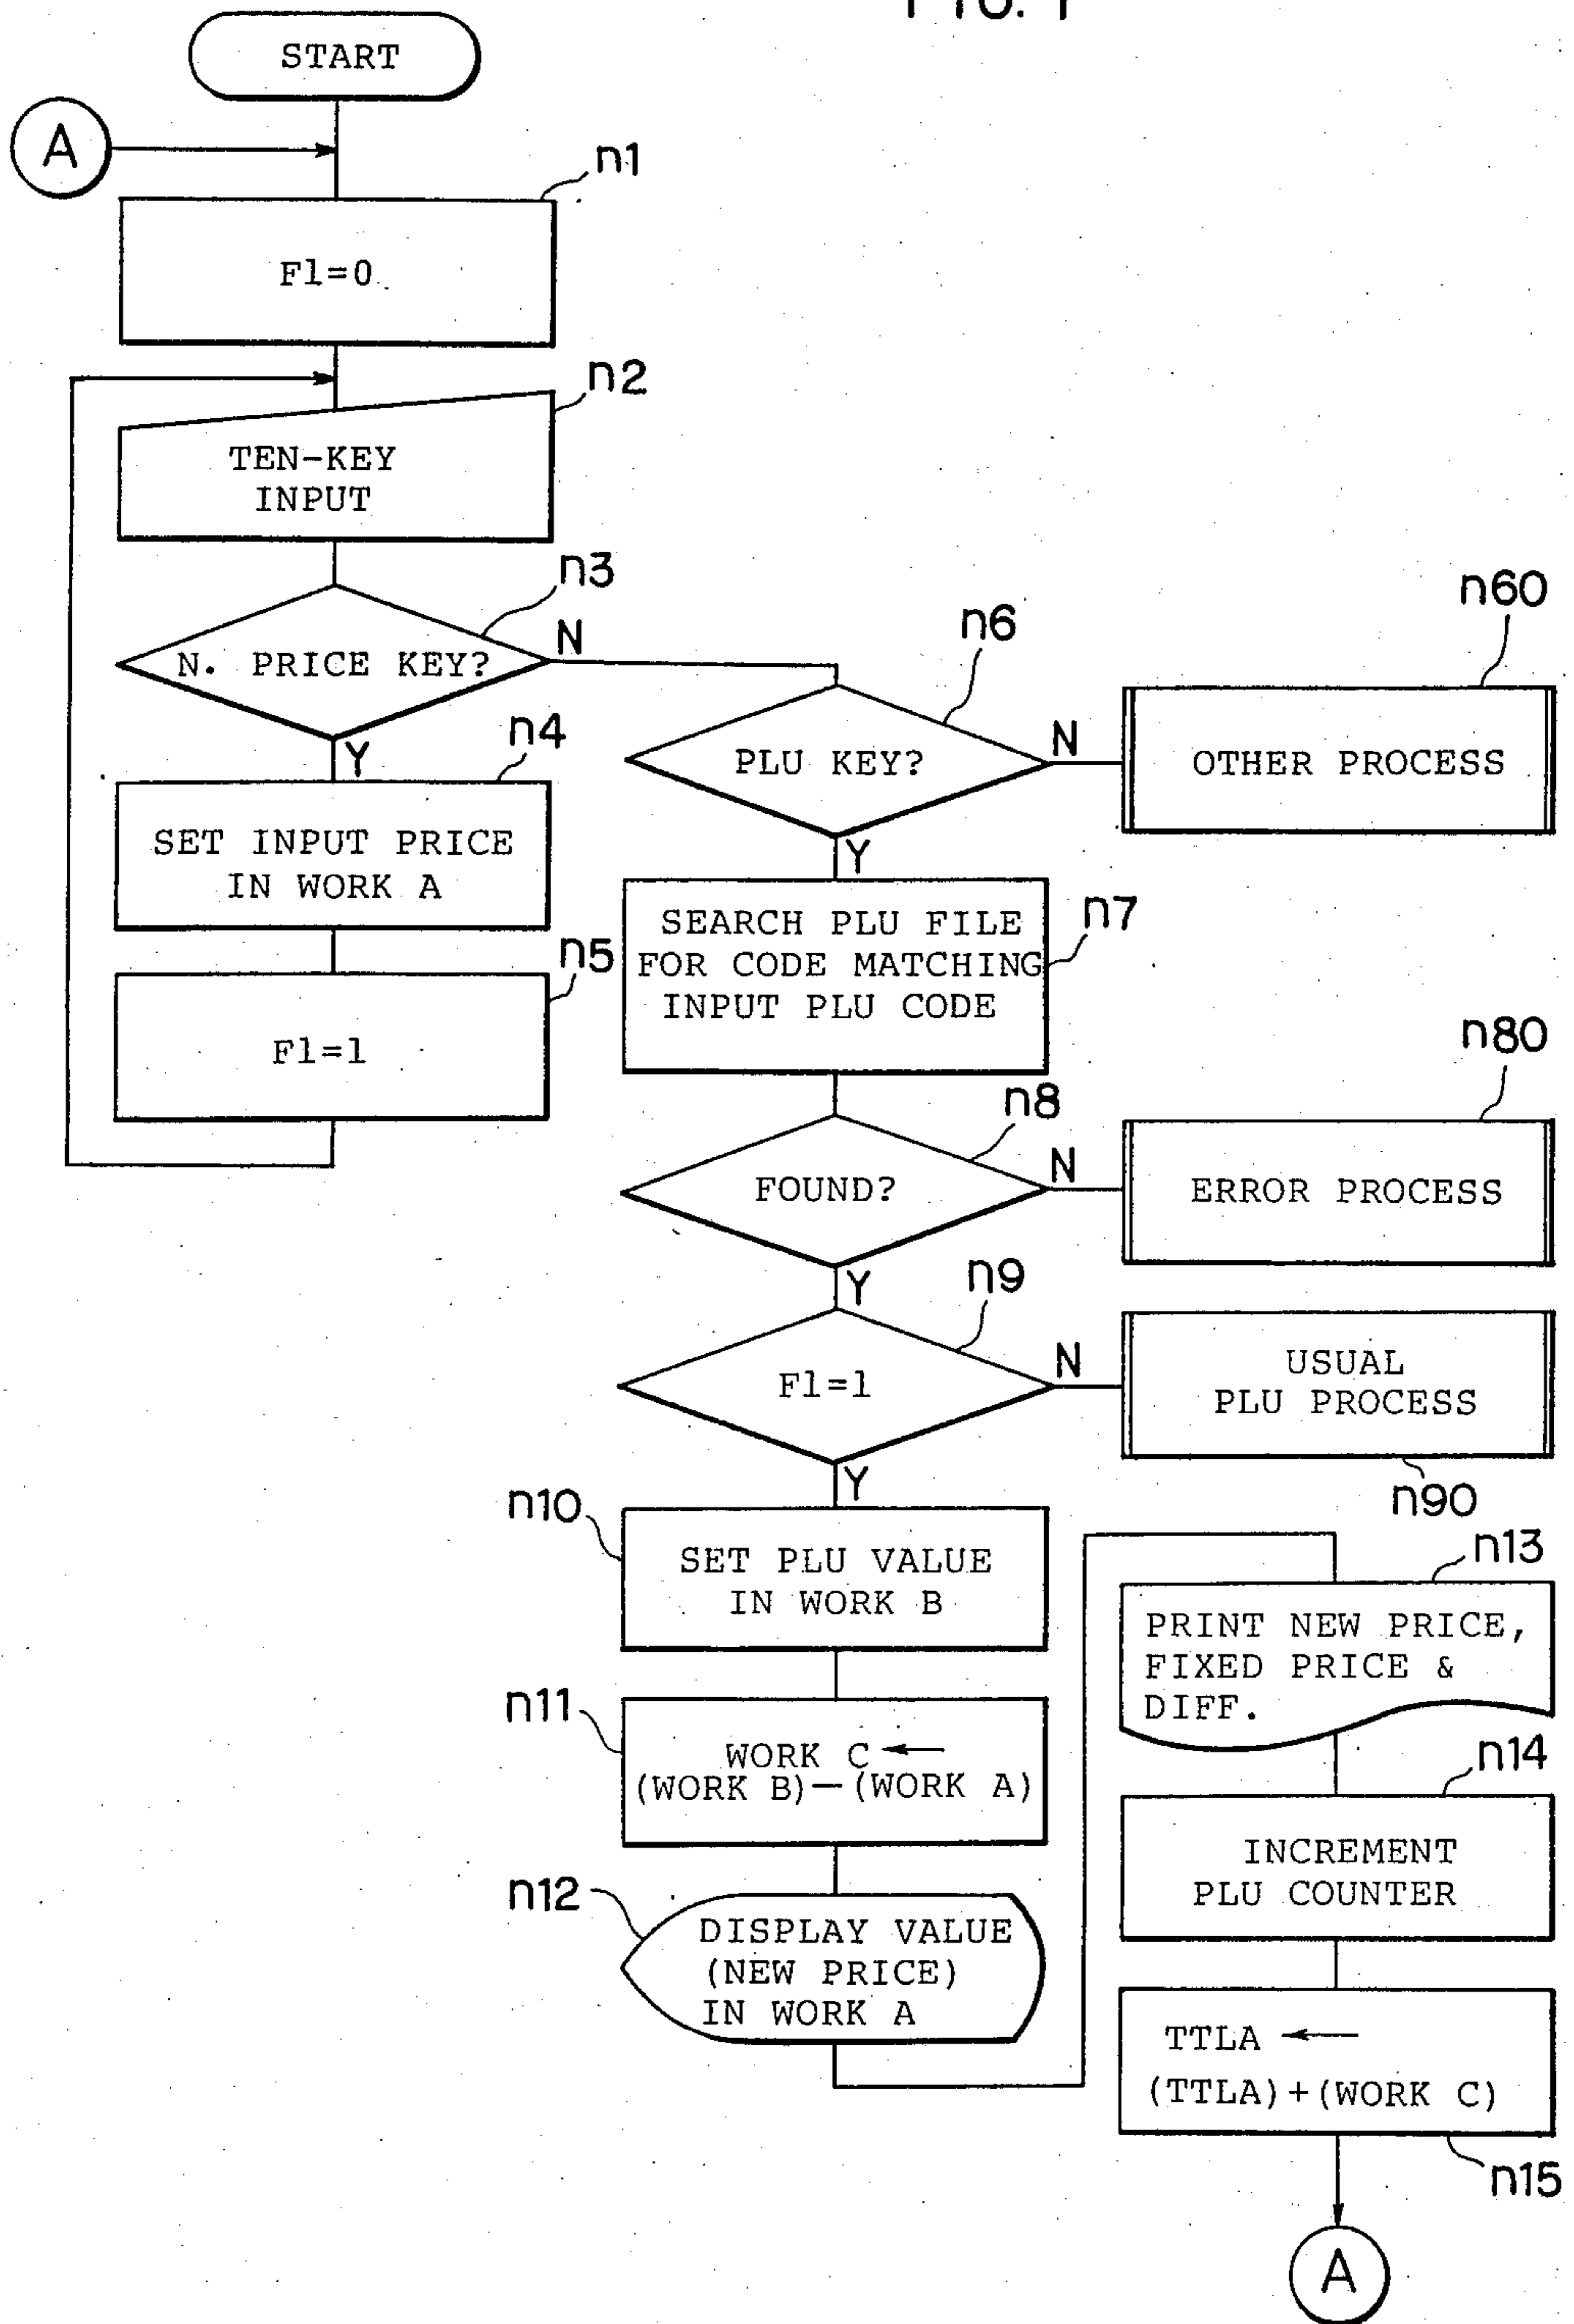 FIG. 1
START
A
n1
F1=0
n2
TEN-KEY
INPUT
n3
N. PRICE KEY?
N
Y
n4
SET INPUT PRICE
IN WORK A
n5
F1=1
n6
PLU KEY?
N
Y
n60
OTHER PROCESS
n7
SEARCH PLU FILE
FOR CODE MATCHING
INPUT PLU CODE
n8
FOUND?
N
Y
n80
ERROR PROCESS
n9
F1=1
N
Y
USUAL
PLU PROCESS
n90
n10
SET PLU VALUE
IN WORK B
n11
WORK C ←
(WORK B)—(WORK A)
n12
DISPLAY VALUE
(NEW PRICE)
IN WORK A
n13
PRINT NEW PRICE,
FIXED PRICE &
DIFF.
n14
INCREMENT
PLU COUNTER
TTLA ←
(TTLA)+(WORK C)
n15
A